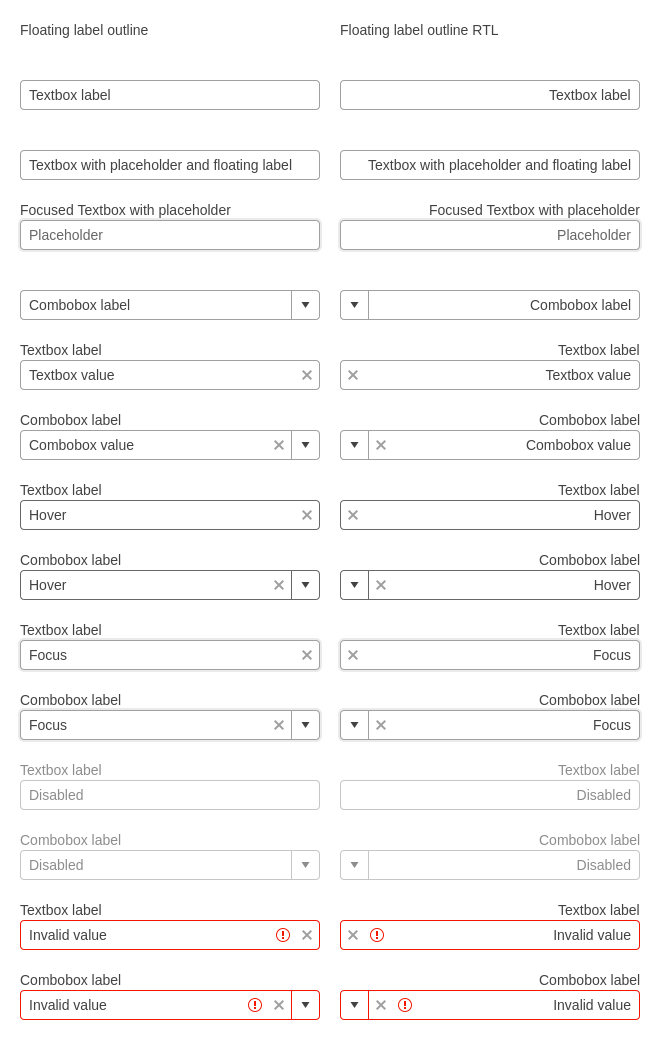 Floating label outline
Floating label outline RTL
Textbox label
Textbox label
Textbox with placeholder and floating label
Textbox with placeholder and floating label
Focused Textbox with placeholder
Focused Textbox with placeholder
Placeholder
Placeholder
Combobox label
Combobox label
Textbox label
Textbox label
Textbox value
Textbox value
Combobox label
Combobox label
Combobox value
Combobox value
Textbox label
Textbox label
Hover
Hover
Combobox label
Combobox label
Hover
Hover
Textbox label
Textbox label
Focus
Focus
Combobox label
Combobox label
Focus
Focus
Textbox label
Textbox label
Disabled
Disabled
Combobox label
Combobox label
Disabled
Disabled
Textbox label
Textbox label
Invalid value
Invalid value
Combobox label
Combobox label
Invalid value
Invalid value